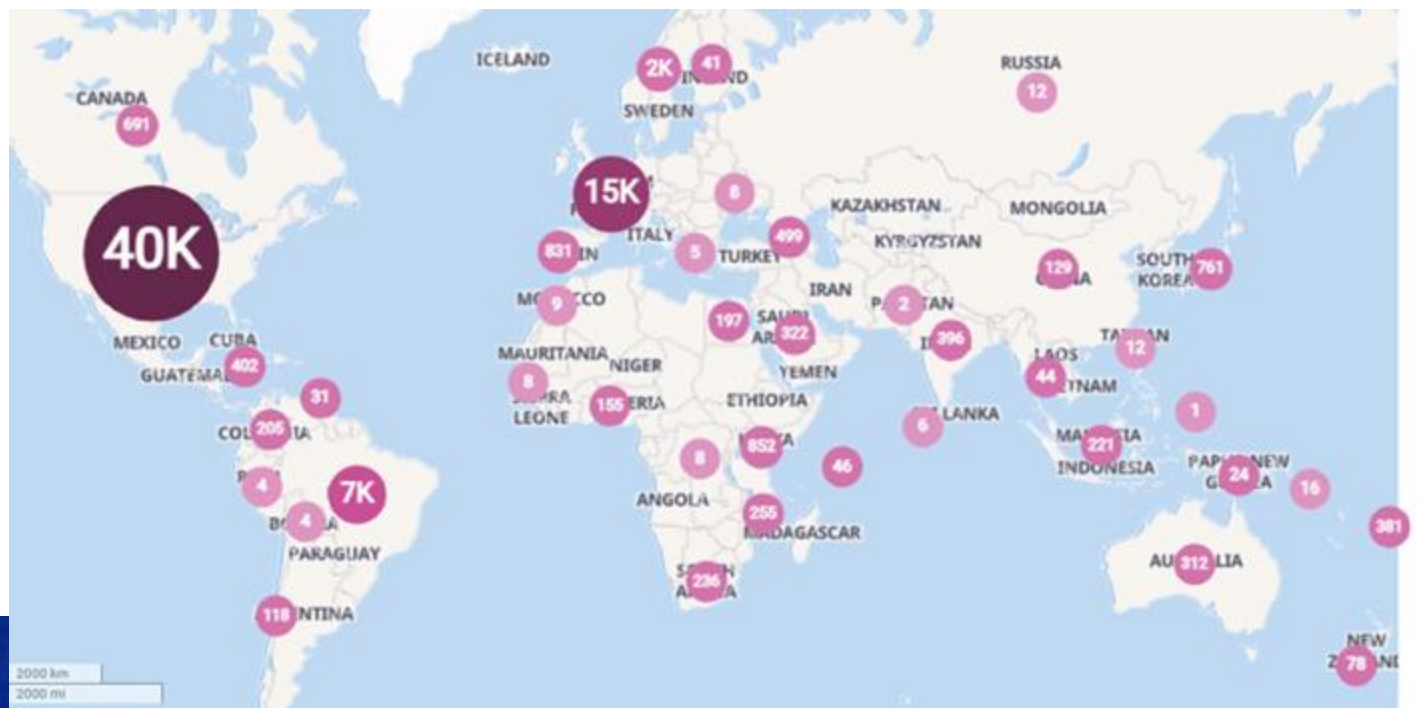 ICELAND
2K
41
SWEDEN
RUSSIA
12
CANADA
691
40K
15K
8
KAZAKHSTAN
MONGOLIA
KYRGYZSTAN
ITALY
831
5
TURKEY
499
129
SOUTH
KOREA
761
IRAN
9
197
322
2
396
MEXICO
CUBA
402
12
MAURITANIA
NIGER
YEMEN
LAOS
44
8
LEONE
155
ETHIOPIA
31
205
6
LANKA
1
852
46
221
INDONESIA
24
16
4
7K
8
ANGOLA
4
255
MADAGASCAR
381
PARAGUAY
236
312
118
NEW
78
2000 km
2000 mi